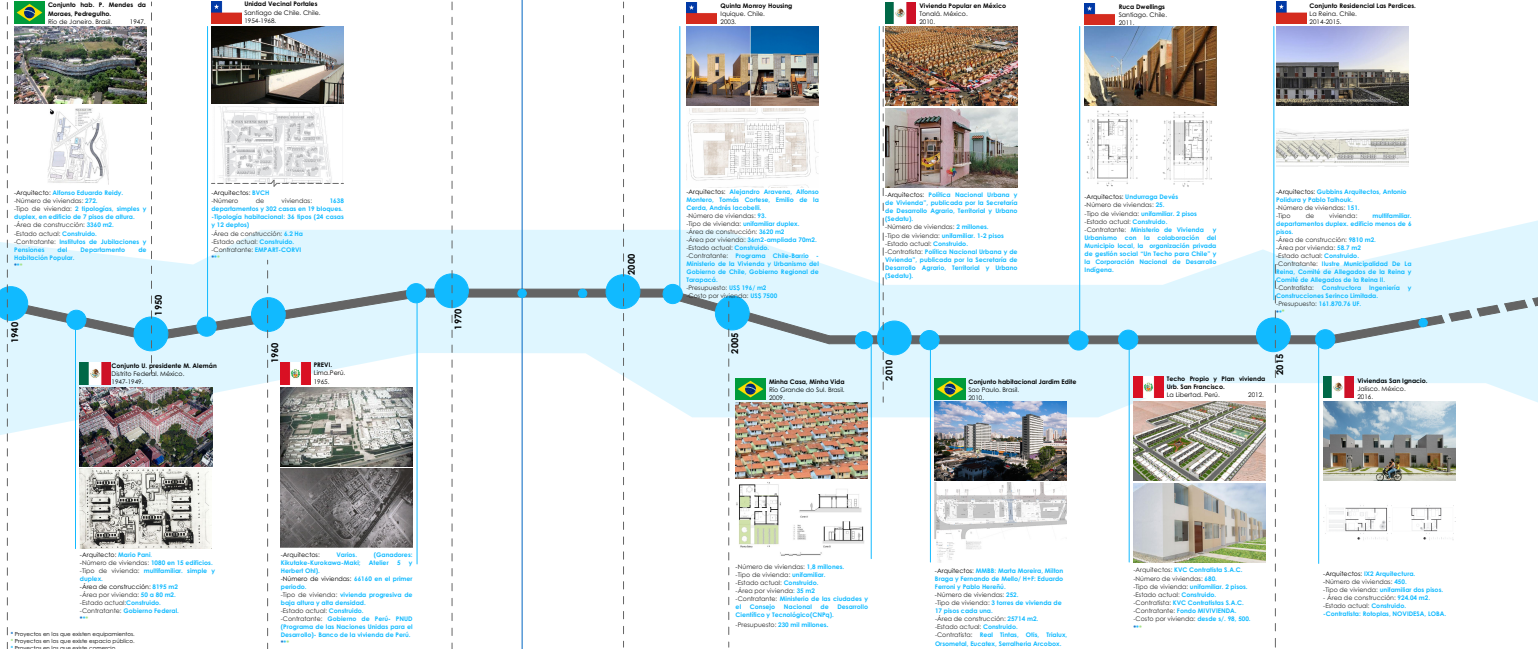 Conjunto hab. P. Mendes da
Moraes, Pedregulho.
Rio de Janeiro, Brasil. 1947.
-Arquitecto: Alfonso Eduardo Reidy.
-Número de viviendas: 272.
-Tipo de vivienda: 2 tipologías, simples y
duplex, en edificio de 7 pisos de altura.
-Area de construcción: 3360 m2.
-Estado actual: Construido.
-Contratante: Institutos de Jubilaciones y
Pensiones del Departamento de
Habitación Popular.
Unidad Vecinal Portales
Santiago de Chile. Chile.
1954-1968.
-Arquitectos: BVCH
-Número de viviendas: 1638
departamentos y 302 casas en 19 bloques.
-Tipología habitacional: 36 tipos (24 casas
y 12 deptos)
-Área de construcción: 6.2 Ha
-Estado actual: Construido.
-Contratante: EMPART-CORVI
Quinta Monroy Housing
Iquique. Chile.
2003.
-Arquitectos: Alejandro Aravena, Alfonso
Montero, Tomás Cortese, Emilio de la
Cerda, Andrés Iacobelli.
-Número de viviendas: 93.
-Tipo de vivienda: unifamiliar duplex.
-Área de construcción: 3620 m2
-Área por vivienda: 36m2-ampliada 70m2.
-Estado actual: Construido.
-Contratante: Programa Chile-Barrio -
Ministerio de la Vivienda y Urbanismo del
Gobierno de Chile, Gobierno Regional de
Tarapacá.
-Presupuesto: US$ 196/ m2
-Costo por vivienda: US$ 7500
Vivienda Popular en México
Tonalá. México.
2010.
-Arquitectos: Político Nacional Urbana y
de Vivienda", publicada por la Secretaría
de Desarrollo Agrario, Territorial y Urbano
(Sedatu).
-Número de viviendas: 2 millones.
-Tipo de vivienda: unifamiliar. 1-2 pisos
-Estado actual: Construido.
-Contratista: Político Nacional Urbana y de
Vivienda", publicada por la Secretaría de
Desarrollo Agrario, Territorial y Urbano
(Sedatu).
Ruca Dwellings
Santiago. Chile.
2011.
-Arquitectos: Undurraga Devés
-Número de viviendas: 25.
-Tipo de vivienda: unifamiliar. 2 pisos
-Estado actual: Construido.
-Contratante: Ministerio de Vivienda y
Urbanismo con la colaboración del
Municipio local, la organización privada
de gestión social "Un Techo para Chile" y
la Corporación Nacional de Desarrollo
Indígena.
Conjunto Residencial Las Perdices.
La Reina. Chile.
2014-2015.
-Arquitectos: Gubbins Arquitectos, Antonio
Polidura y Pablo Talhouk.
-Número de viviendas: 151.
-Tipo de vivienda: multifamiliar.
departamentos duplex. edificio menos de 6
pisos.
-Área de construcción: 9810 m2.
-Área por vivienda: 58.7 m2
-Estado actual: Construido.
-Contratante: Ilustre Municipalidad De La
Reina, Comité de Allegados de la Reina y
Comité de Allegados de la Reina II.
-Contratista: Constructora Ingeniería y
Construcciones Serinco Limitada.
-Presupuesto: 161.870.76 UF.
1940
1950
1960
1970
2000
2005
2010
2015
Conjunto U. presidente M. Alemán
Distrito Federal. México.
1947-1949.
-Arquitecto: Mario Pani.
-Número de viviendas: 1080 en 15 edificios.
-Tipo de vivienda: multifamiliar, simple y
duplex.
-Área de construcción: 8195 m2
-Área por vivienda: 50 a 80 m2.
-Estado actual:Construido.
-Contratante: Gobierno Federal.
PREVI.
Lima.Perú.
1965.
-Arquitectos: Varios. (Ganadores:
Kikutake-Kurokawa-Maki; Atelier 5 y
Herbert ON).
-Número de viviendas: 66160 en el primer
período.
-Tipo de vivienda: vivienda progresiva de
baja altura y alta densidad.
-Estado actual: Construido.
-Contratante: Gobierno de Perú- PNUD
(Programa de las Naciones Unidas para el
Desarrollo)- Banco de la vivienda de Perú.
Minha Casa, Minha Vida
Río Grande do Sul. Brasil.
2009.
-Número de viviendas: 1.8 millones.
-Tipo de vivienda: unifamiliar.
-Estado actual: Construido.
-Área por vivienda: 35 m2
-Contratante: Ministerio de las ciudades y
el Consejo Nacional de Desarrollo
Científico y Tecnológico(CNPq).
-Presupuesto: 230 mil millones.
Conjunto habitacional Jardim Edite
Sao Paulo. Brasil.
2010.
-Arquitectos: MMBB: Marta Moreira, Milton
Braga y Fernando de Mello/ H+F: Eduardo
Ferroni y Pablo Hereñú.
-Número de viviendas: 252.
-Tipo de vivienda: 3 torres de vivienda de
17 pisos cada una.
-Área de construcción: 25714 m2.
-Estado actual: Construido.
-Contratista: Real Tintas, Otis, Trialux,
Orsometal, Eucatex, Serralheria Arcobox.
Techo Propio y Plan vivienda
Urb. San Francisco.
La Libertad. Perú. 2012.
-Arquitectos: KVC Contratista S.A.C.
-Número de viviendas: 680.
-Tipo de vivienda: unifamiliar. 2 pisos.
-Estado actual: Construido.
-Contratista: KVC Contratistas S.A.C.
-Contratante: Fondo MIVIVIENDA.
-Costo por vivienda: desde s/. 98, 500.
Viviendas San Ignacio.
Jalisco. México.
2016.
-Arquitectos: IX2 Arquitectura.
-Número de viviendas: 450.
-Tipo de vivienda: unifamiliar dos pisos.
- Área de construcción: 924.04 m2.
-Estado actual: Construido.
-Contratista: Rotoplas, NOVIDESA, LOBA.
* Proyectos en los que existen equipamientos.
* Proyectos en los que existe espacio público.
* Proyectos en los que existe comercio.